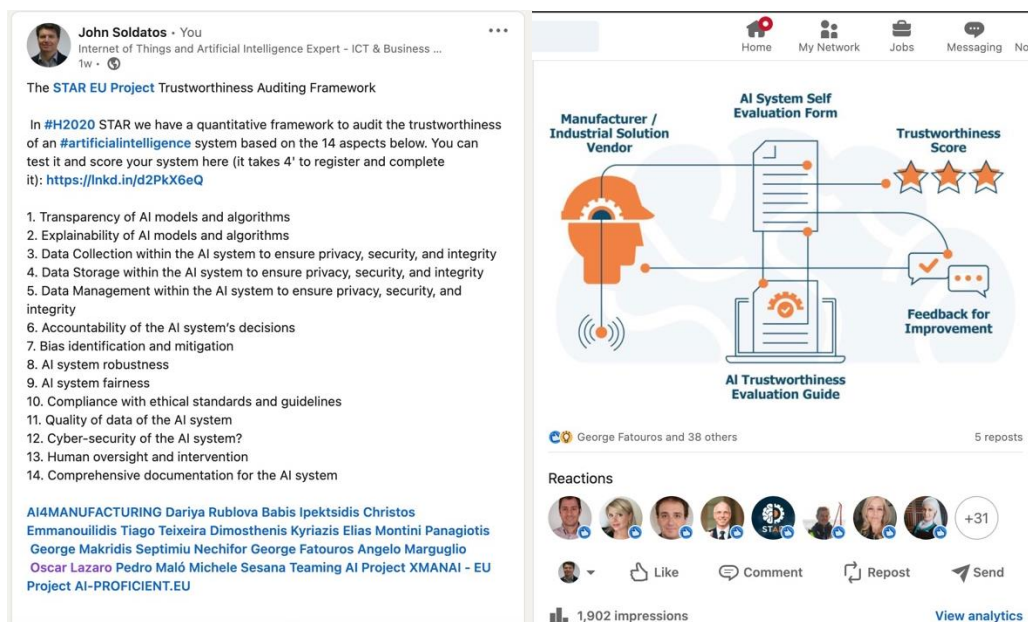 John Soldatos · You
Internet of Things and Artificial Intelligence Expert - ICT & Business ...
1w ·
The STAR EU Project Trustworthiness Auditing Framework
In #H2020 STAR we have a quantitative framework to audit the trustworthiness
of an #artificialintelligence system based on the 14 aspects below. You can
test it and score your system here (it takes 4' to register and complete
it): https://lnkd.in/d2PkX6eQ
1. Transparency of AI models and algorithms
2. Explainability of AI models and algorithms
3. Data Collection within the AI system to ensure privacy, security, and integrity
4. Data Storage within the AI system to ensure privacy, security, and integrity
5. Data Management within the AI system to ensure privacy, security, and
integrity
6. Accountability of the AI system's decisions
7. Bias identification and mitigation
8. AI system robustness
9. AI system fairness
10. Compliance with ethical standards and guidelines
11. Quality of data of the AI system
12. Cyber-security of the AI system?
13. Human oversight and intervention
14. Comprehensive documentation for the AI system
AI4MANUFACTURING Dariya Rublova Babis Ipektsidis Christos
Emmanouilidis Tiago Teixeira Dimosthenis Kyriazis Elias Montini Panagiotis
George Makridis Septimiu Nechifor George Fatouros Angelo Marguglio
Oscar Lazaro Pedro Maló Michele Sesana Teaming AI Project XMANAI - EU
Project AI-PROFICIENT.EU
Home
My Network
Jobs
Messaging
No
AI System Self
Evaluation Form
Manufacturer /
Industrial Solution
Vendor
Trustworthiness
Score
Feedback for
Improvement
AI Trustworthiness
Evaluation Guide
George Fatouros and 38 others
5 reposts
Reactions
STAR
+31
Like
Comment
Repost
Send
1,902 impressions
View analytics